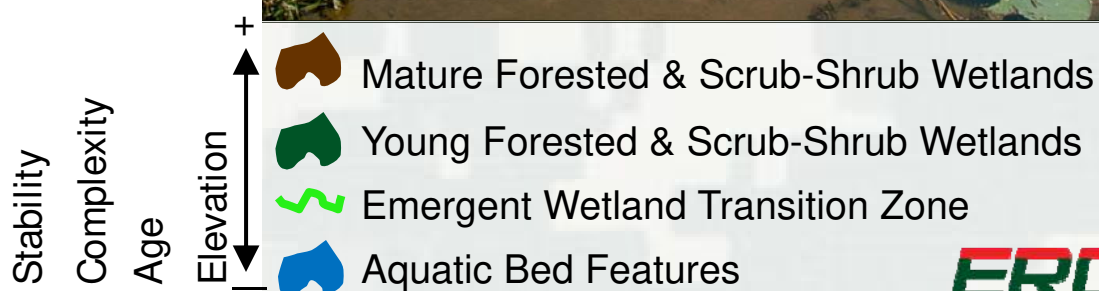 +
Mature Forested & Scrub-Shrub Wetlands
Young Forested & Scrub-Shrub Wetlands
Emergent Wetland Transition Zone
Aquatic Bed Features
Stability
Complexity
Age
Elevation